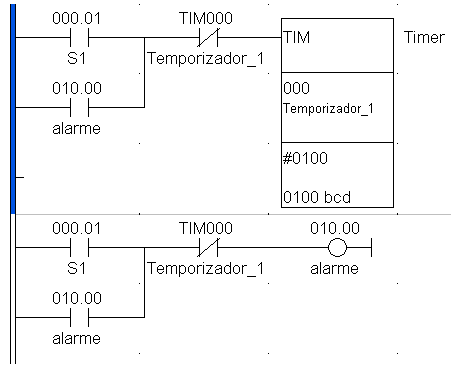 000.01 TIM000
S1 Temporizador_1 TIM Timer
010.00
alarme
000
Temporizador_1
#0100
0100 bcd
000.01 TIM000 010.00
S1 Temporizador_1 alarme
010.00
alarme